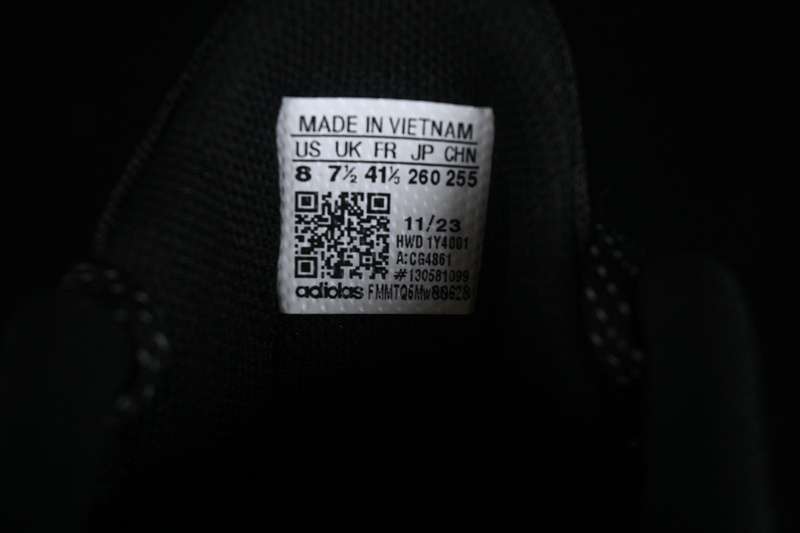 MADE IN VIETNAM
US UK FR JP CHN
8 7½ 41⅓ 260 255
11/23
HWD 1Y4001
A:CG4861
#130581099
adidas FMMTQ6Mw88628